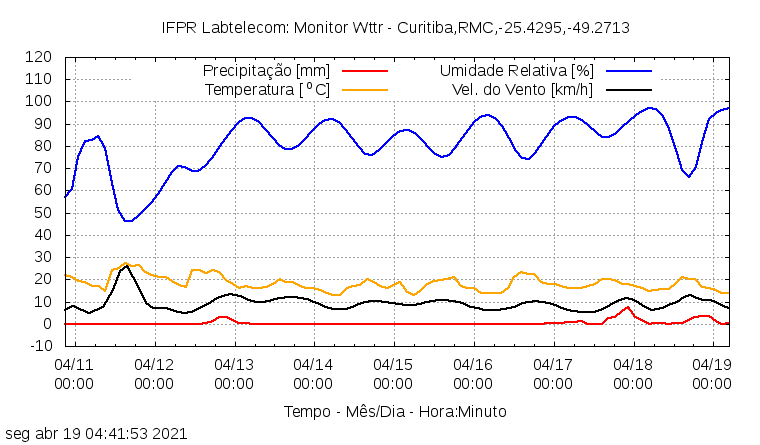 IFPR Labtelecom: Monitor Wttr - Curitiba,RMC,-25.4295,-49.2713
120
110
100
90
80
70
60
50
40
30
20
10
0
-10
Precipitação [mm]
Umidade Relativa [%]
Temperatura [ ⁰C]
Vel. do Vento [km/h]
04/11 04/12 04/13 04/14 04/15 04/16 04/17 04/18 04/19
00:00 00:00 00:00 00:00 00:00 00:00 00:00 00:00 00:00
Tempo - Mês/Dia - Hora:Minuto
seg abr 19 04:41:53 2021